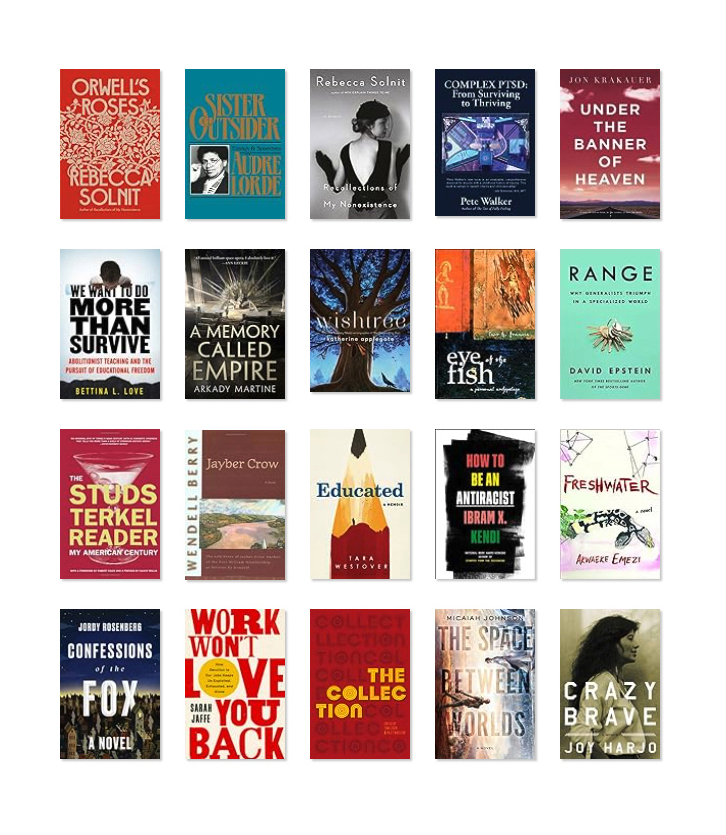 ORWELL'S
ROSES
REBECCA
SOLNIT
SISTER
OUTSIDER
AUDRE
LORDE
Rebecca Solnit
Recollections of
My Nonexistence
COMPLEX PTSD:
From Surviving
to Thriving
Pete Walker
JON KRAKAUER
UNDER
THE
BANNER
OF
HEAVEN
WE WANT TO DO
MORE
THAN
SURVIVE
ABOLITIONIST TEACHING AND THE
PURSUIT OF EDUCATIONAL FREEDOM
BETTINA L. LOVE
A MEMORY
CALLED
EMPIRE
ARKADY MARTINE
wishtree
katherine applegate
eye of the
fish
a personal archipelago
RANGE
WHY GENERALISTS TRIUMPH
IN A SPECIALIZED WORLD
DAVID EPSTEIN
THE
STUDS
TERKEL
READER
MY AMERICAN CENTURY
WENDELL BERRY
Jayber Crow
Educated
A MEMOIR
TARA
WESTOVER
HOW TO
BE AN
ANTIRACIST
IBRAM X.
KENDI
FRESHWATER
a novel
AKWAEKE EMEZI
JORDY ROSENBERG
CONFESSIONS
of the
FOX
A NOVEL
WORK
WON'T
LOVE
YOU
BACK
SARAH
JAFFE
THE
COLLEC
TION
MICAIAH JOHNSON
THE SPACE
BETWEEN
WORLDS
A NOVEL
CRAZY
BRAVE
JOY HARJO